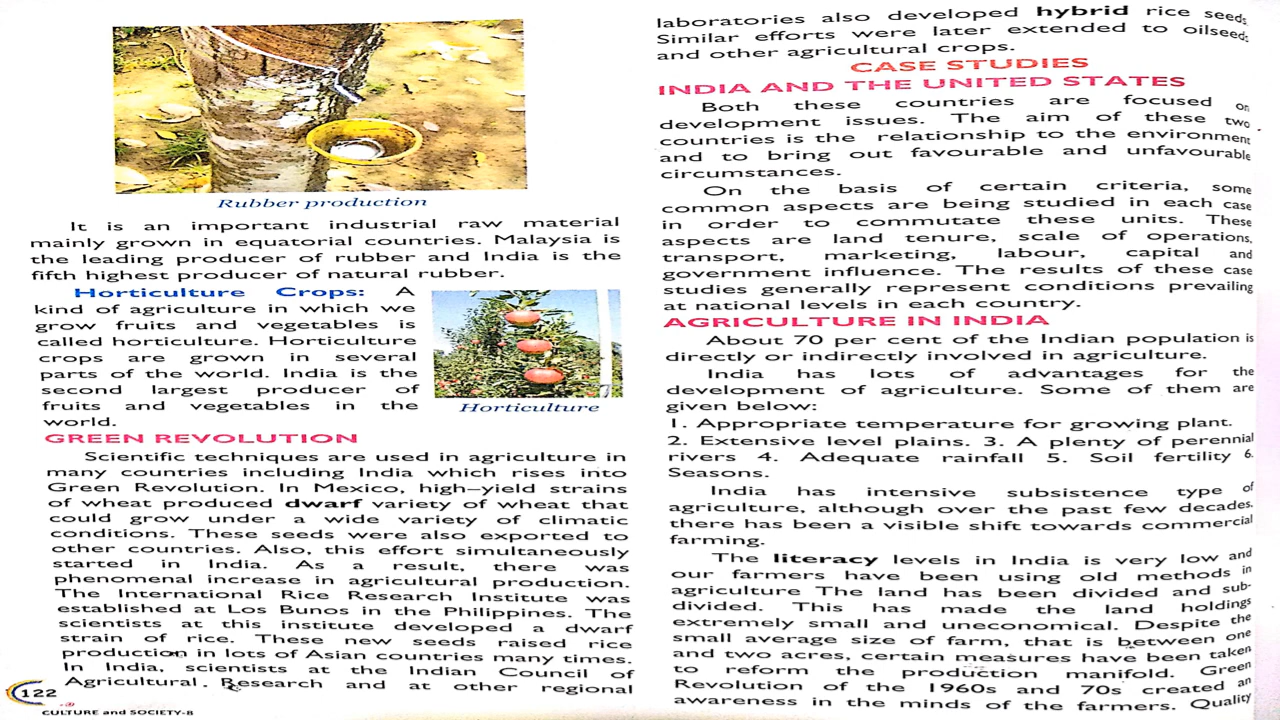 Rubber production
It is an important industrial raw material
mainly grown in equatorial countries. Malaysia is
the leading producer of rubber and India is the
fifth highest producer of natural rubber.
Horticulture Crops: A
kind of agriculture in which we
grow fruits and vegetables is
called horticulture. Horticulture
crops are grown in several
parts of the world. India is the
second largest producer of
fruits and vegetables in the
world.
Horticulture
GREEN REVOLUTION
Scientific techniques are used in agriculture in
many countries including India which rises into
Green Revolution. In Mexico, high-yield strains
of wheat produced dwarf variety of wheat that
could grow under a wide variety of climatic
conditions. These seeds were also exported to
other countries. Also, this effort simultaneously
started in India. As a result, there was
phenomenal increase in agricultural production.
The International Rice Research Institute was
established at Los Bunos in the Philippines. The
scientists at this institute developed a dwarf
strain of rice. These new seeds raised rice
production in lots of Asian countries many times.
In India, scientists at the Indian Council of
Agricultural Research and at other regional
122
CULTURE and SOCIETY-8
laboratories also developed hybrid rice seeds.
Similar efforts were later extended to oilseeds
and other agricultural crops.
CASE STUDIES
INDIA AND THE UNITED STATES
Both these countries are focused on
development issues. The aim of these two
countries is the relationship to the environment
and to bring out favourable and unfavourable
circumstances.
On the basis of certain criteria, some
common aspects are being studied in each case
in order to commutate these units. These
aspects are land tenure, scale of operations,
transport, marketing, labour, capital and
government influence. The results of these case
studies generally represent conditions prevailing
at national levels in each country.
AGRICULTURE IN INDIA
About 70 per cent of the Indian population is
directly or indirectly involved in agriculture.
India has lots of advantages for the
development of agriculture. Some of them are
given below:
1. Appropriate temperature for growing plant.
2. Extensive level plains. 3. A plenty of perennial
rivers 4. Adequate rainfall 5. Soil fertility 6.
Seasons.
India has intensive subsistence type of
agriculture, although over the past few decades,
there has been a visible shift towards commercial
farming.
The literacy levels in India is very low and
our farmers have been using old methods in
agriculture The land has been divided and sub-
divided. This has made the land holdings
extremely small and uneconomical. Despite the
small average size of farm, that is between one
and two acres, certain measures have been taken
to reform the production manifold. Green
Revolution of the 1960s and 70s created an
awareness in the minds of the farmers. Quality